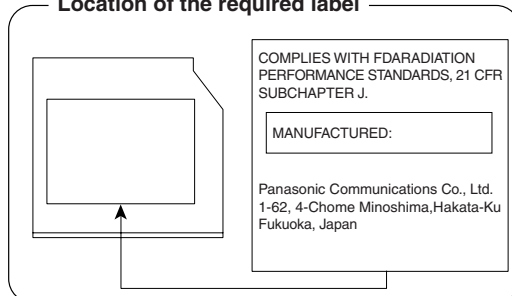 Location of the required label
COMPLIES WITH FDARADIATION
PERFORMANCE STANDARDS, 21 CFR
SUBCHAPTER J.
MANUFACTURED:
Panasonic Communications Co., Ltd.
1-62, 4-Chome Minoshima,Hakata-Ku
Fukuoka, Japan